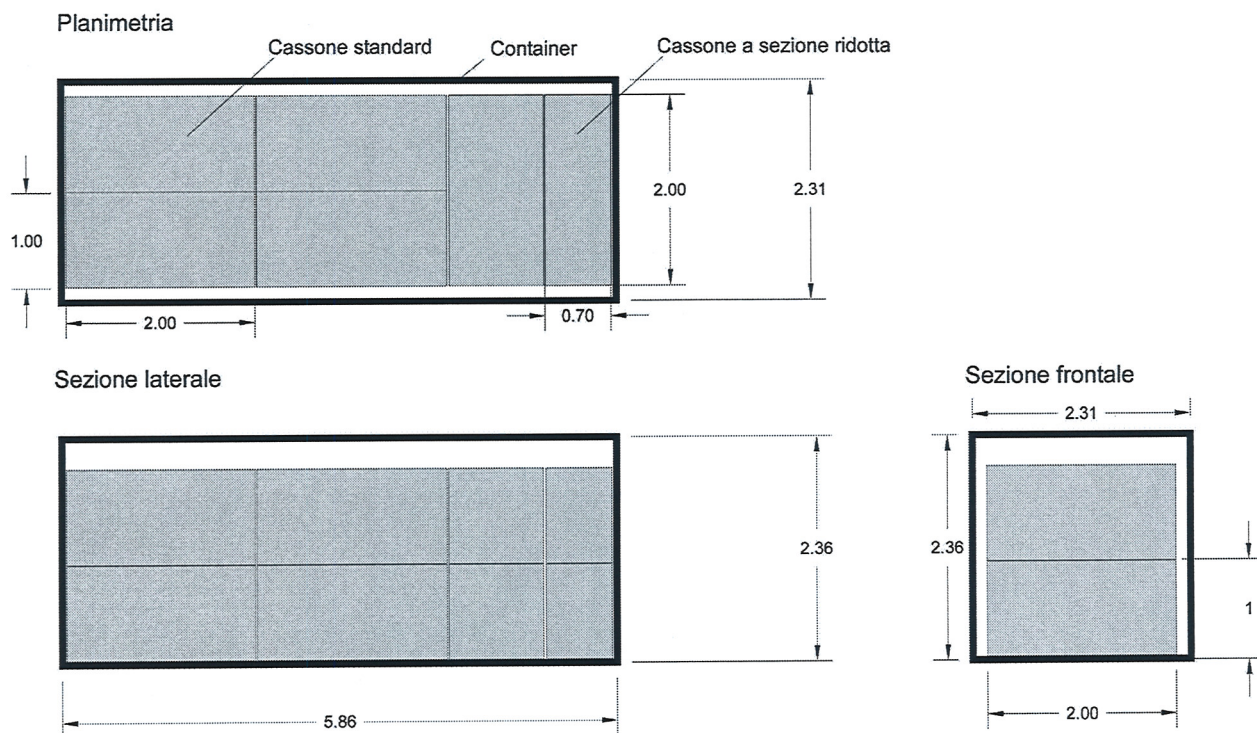 Planimetria
Cassone standard
Container
Cassone a sezione ridotta
1.00
2.00
2.31
2.00
0.70
Sezione laterale
Sezione frontale
2.31
2.36
2.36
1
5.86
2.00